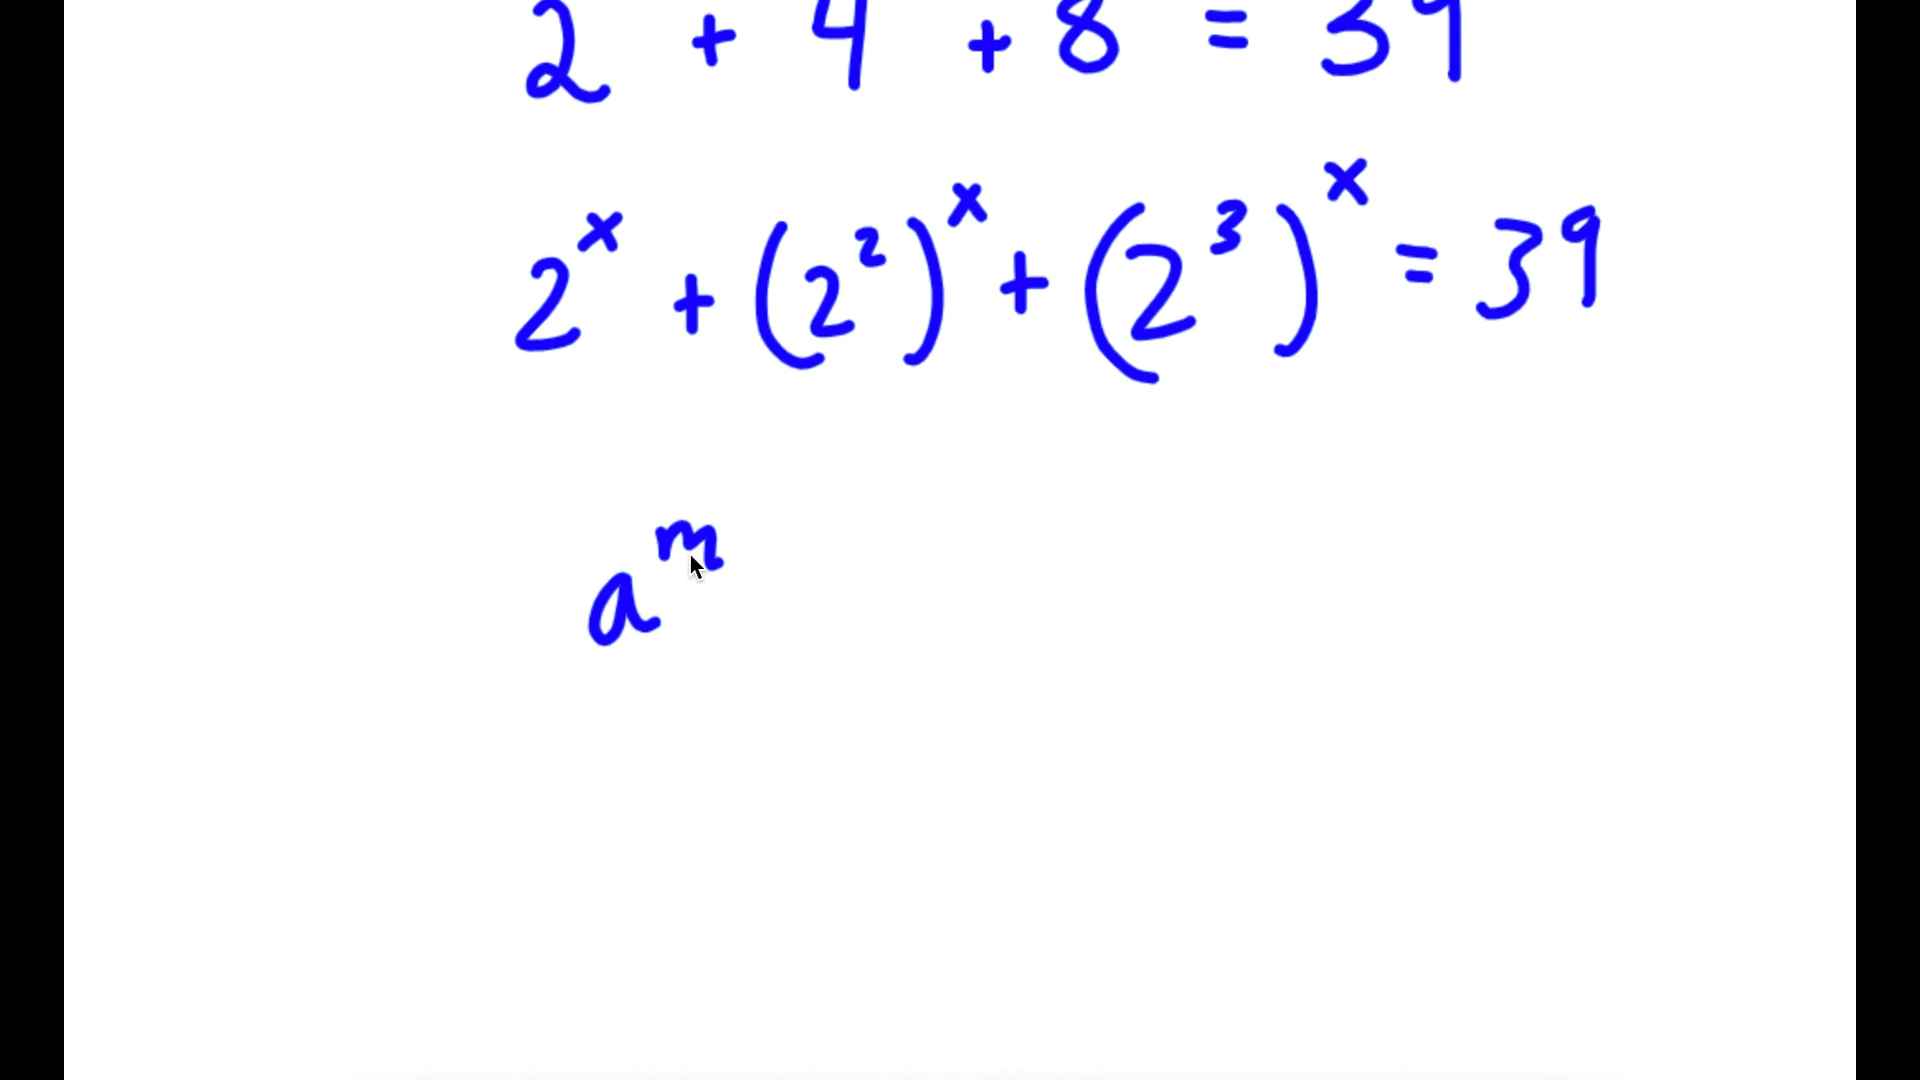 2 + 4 + 8 = 39
2^x + (2^2)^x + (2^3)^x = 39
a^m